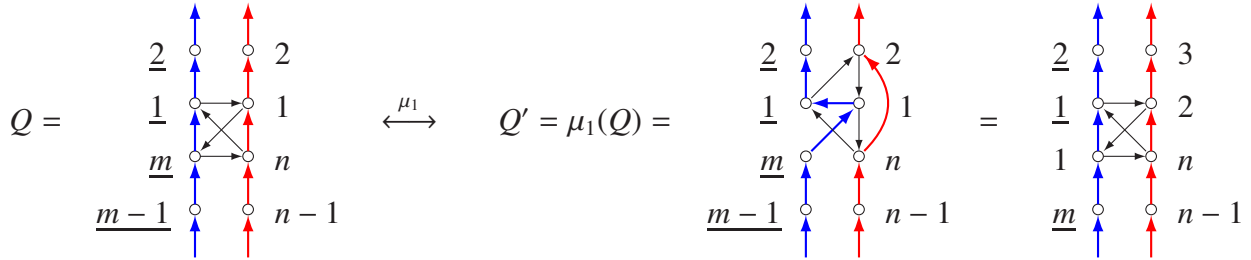 2 2 2 2 2 3
Q = 1 1 μ₁ ⟷ Q′ = μ₁(Q) = 1 1 = 1 2
m n m n 1 n
m − 1 n − 1 m − 1 n − 1 m n − 1